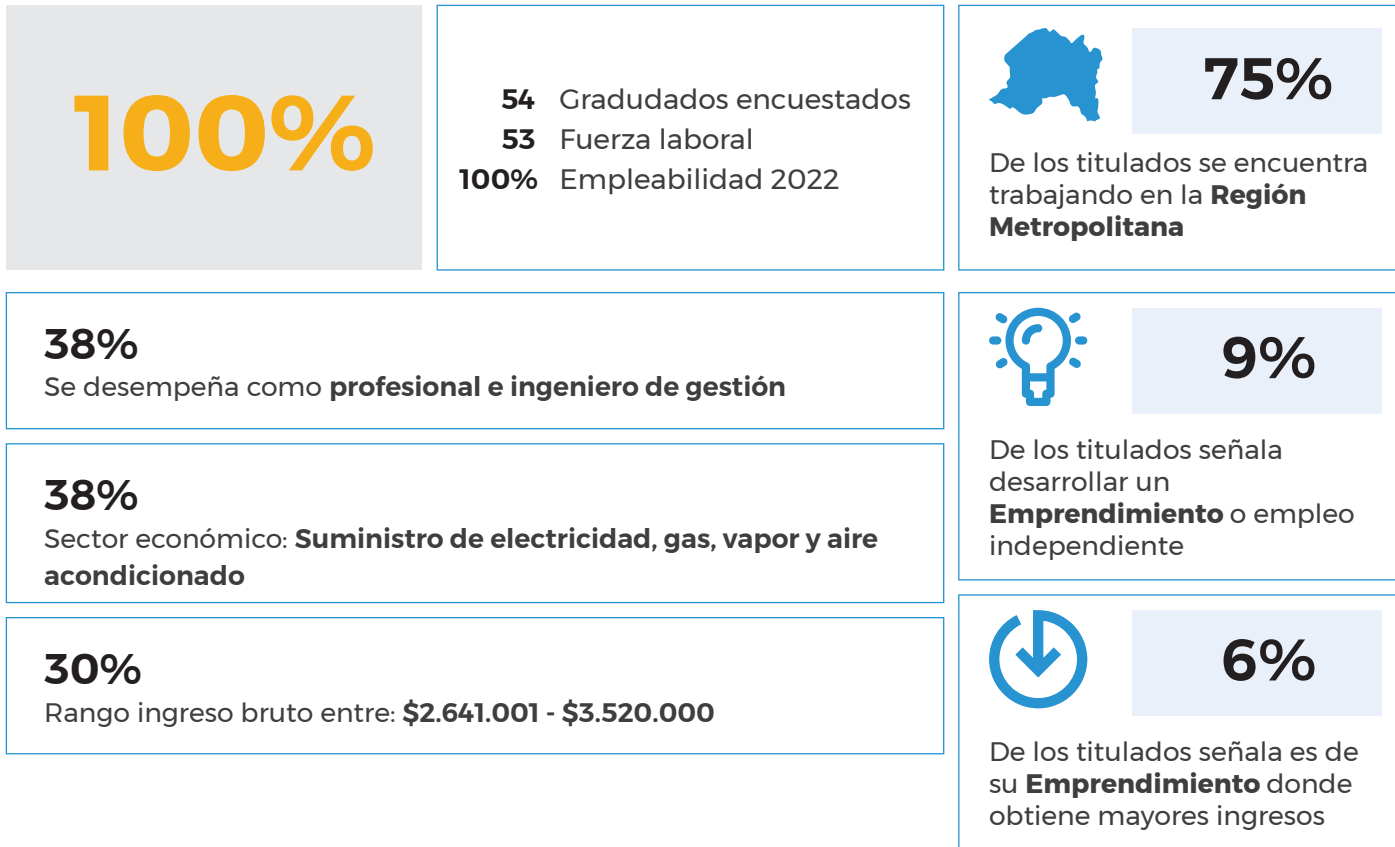 100%
54 Gradudados encuestados
53 Fuerza laboral
100% Empleabilidad 2022
75%
De los titulados se encuentra
trabajando en la Región
Metropolitana
38%
Se desempeña como profesional e ingeniero de gestión
38%
Sector económico: Suministro de electricidad, gas, vapor y aire
acondicionado
30%
Rango ingreso bruto entre: $2.641.001 - $3.520.000
9%
De los titulados señala
desarrollar un
Emprendimiento o empleo
independiente
6%
De los titulados señala es de
su Emprendimiento donde
obtiene mayores ingresos